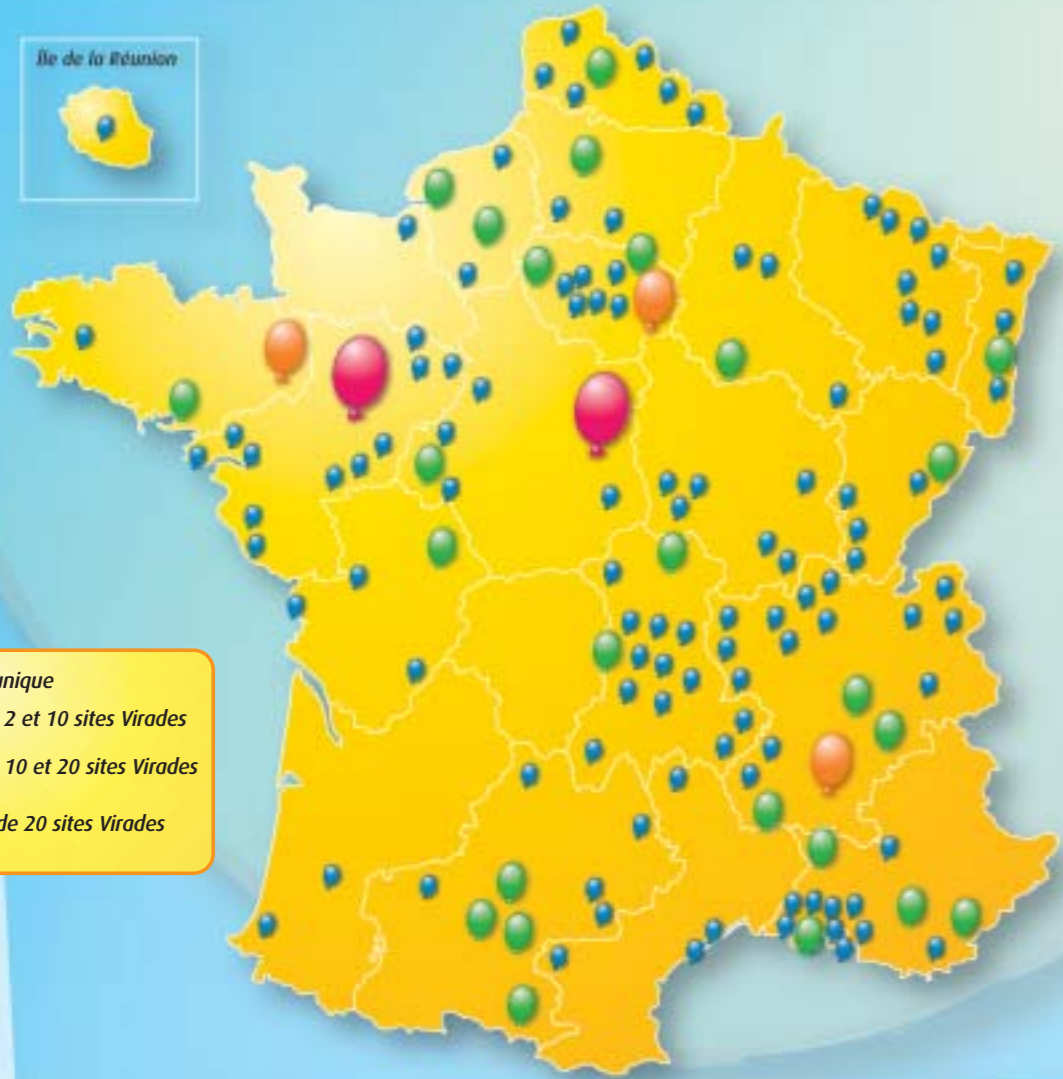 Île de la Réunion
unique
2 et 10 sites Virades
10 et 20 sites Virades
de 20 sites Virades